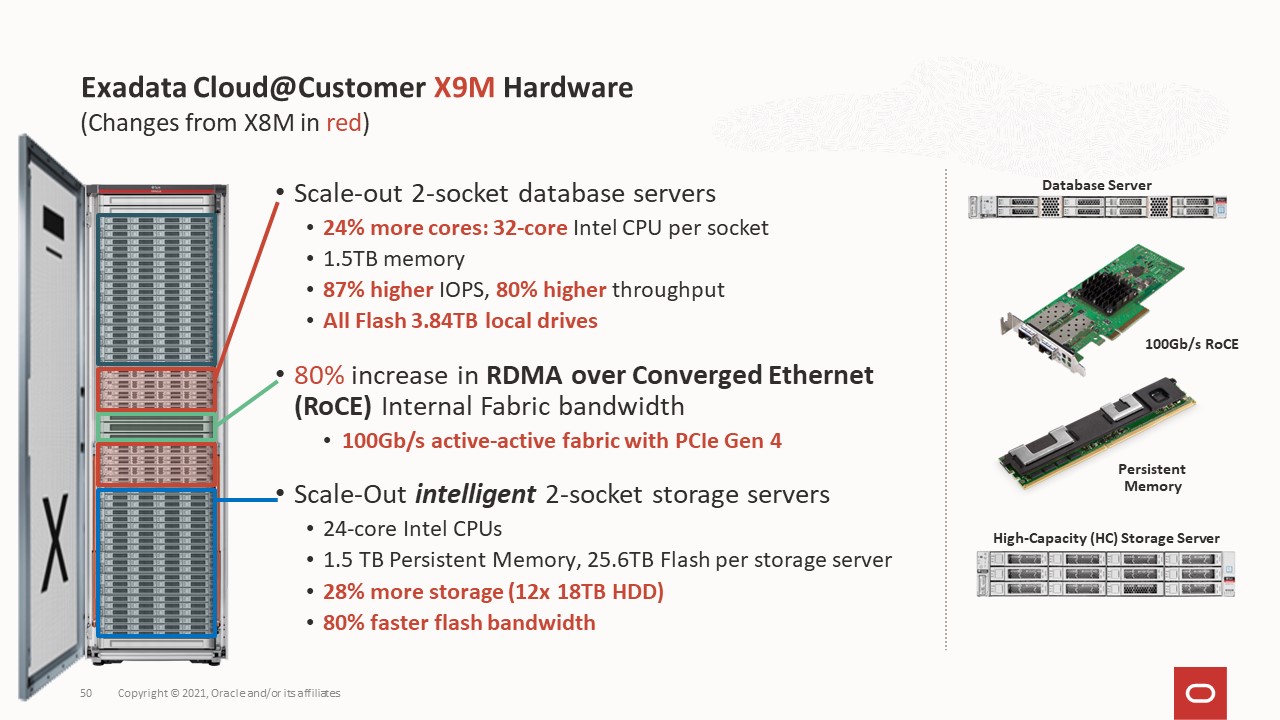 Exadata Cloud@Customer X9M Hardware
(Changes from X8M in red)
• Scale-out 2-socket database servers
• 24% more cores: 32-core Intel CPU per socket
• 1.5TB memory
• 87% higher IOPS, 80% higher throughput
• All Flash 3.84TB local drives
• 80% increase in RDMA over Converged Ethernet
(RoCE) Internal Fabric bandwidth
• 100Gb/s active-active fabric with PCIe Gen 4
• Scale-Out intelligent 2-socket storage servers
• 24-core Intel CPUs
• 1.5 TB Persistent Memory, 25.6TB Flash per storage server
• 28% more storage (12x 18TB HDD)
• 80% faster flash bandwidth
Database Server
100Gb/s RoCE
Persistent
Memory
High-Capacity (HC) Storage Server
X
50 Copyright © 2021, Oracle and/or its affiliates